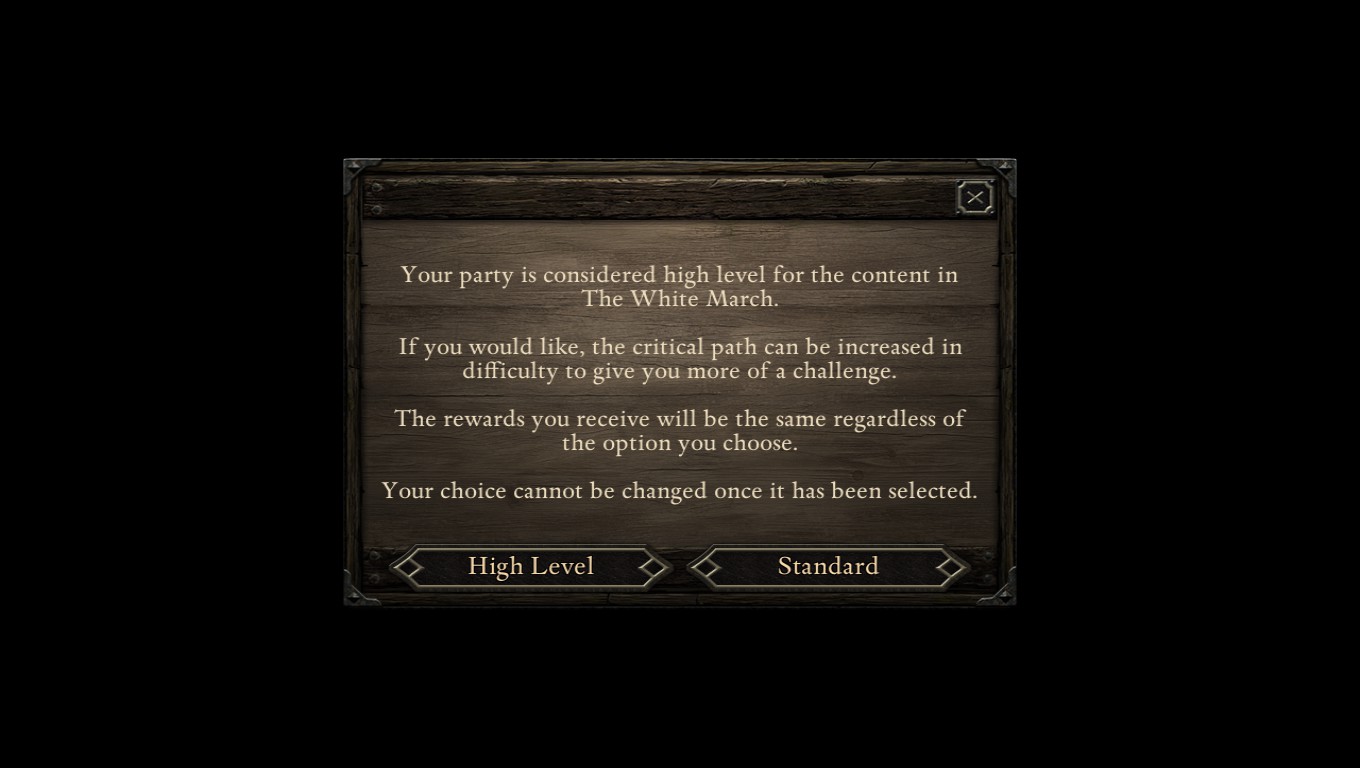 Your party is considered high level for the content in
The White March.
If you would like, the critical path can be increased in
difficulty to give you more of a challenge.
The rewards you receive will be the same regardless of
the option you choose.
Your choice cannot be changed once it has been selected.
High Level
Standard